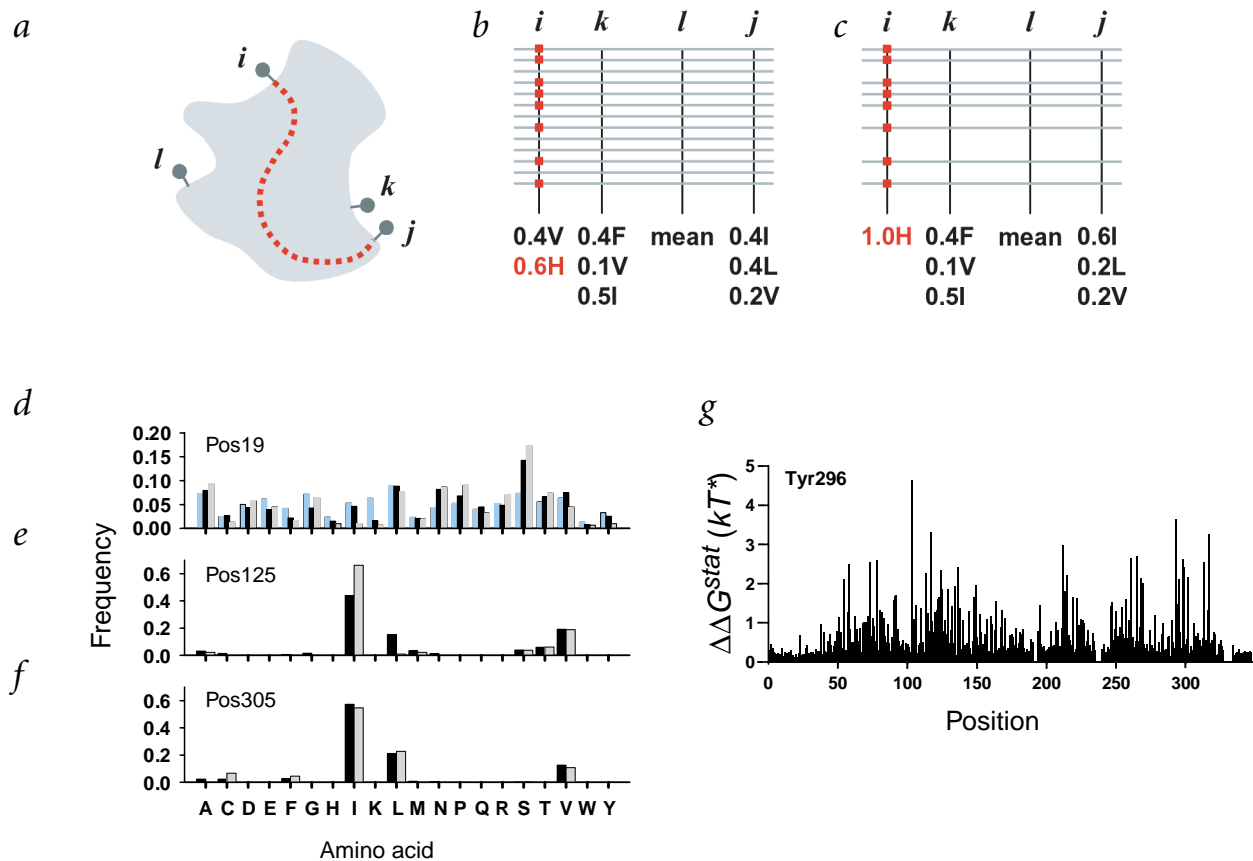 a
i
l
k
j
b
i k l j
0.4V 0.4F mean 0.4I
0.6H 0.1V 0.4L
0.5I 0.2V
c
i k l j
1.0H 0.4F mean 0.6I
0.1V 0.2L
0.5I 0.2V
d
Pos19
0.20
0.15
0.10
0.05
0.00
e
Pos125
0.6
0.4
0.2
0.0
f
Pos305
0.8
0.6
0.4
0.2
0.0
Frequency
A C D E F G H I K L M N P Q R S T V W Y
Amino acid
g
Tyr296
5
4
3
2
1
0
ΔΔG^stat (kT*)
0 50 100 150 200 250 300
Position